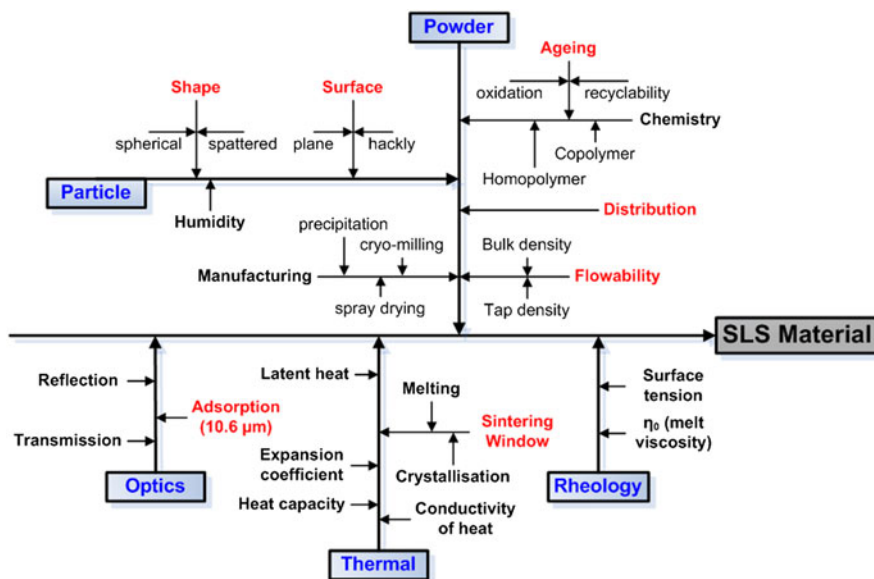 Powder
Ageing
oxidation
recyclability
Shape
Surface
spherical
spattered
plane
hackly
Chemistry
Copolymer
Homopolymer
Particle
Humidity
Distribution
precipitation
cryo-milling
Bulk density
Manufacturing
Flowability
spray drying
Tap density
SLS Material
Reflection
Latent heat
Surface
tension
Melting
Adsorption
(10.6 µm)
Sintering
Window
Transmission
η₀ (melt
viscosity)
Expansion
coefficient
Crystallisation
Optics
Rheology
Heat capacity
Conductivity
of heat
Thermal